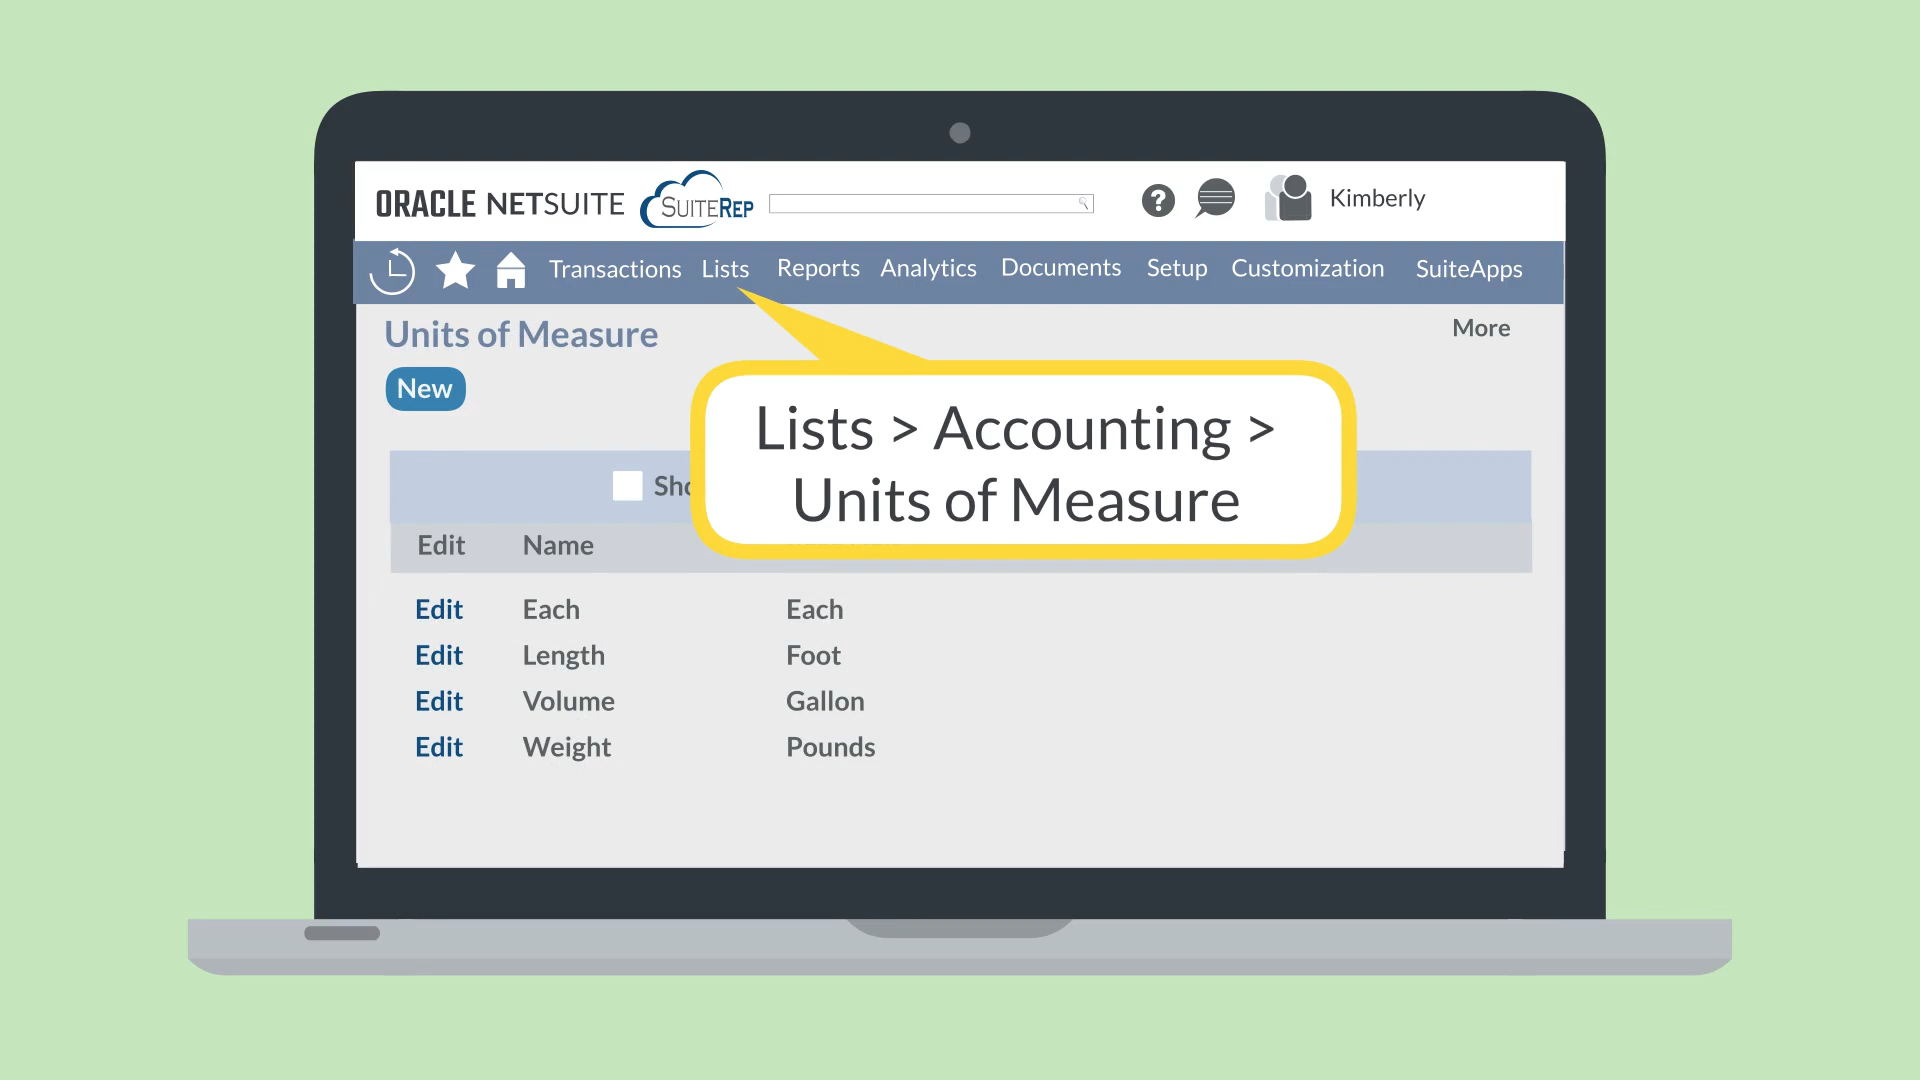 ORACLE NETSUITE SUITEREP Kimberly
Transactions Lists Reports Analytics Documents Setup Customization SuiteApps
Units of Measure More
New
Lists > Accounting >
Units of Measure
Edit Name
Edit Each Each
Edit Length Foot
Edit Volume Gallon
Edit Weight Pounds